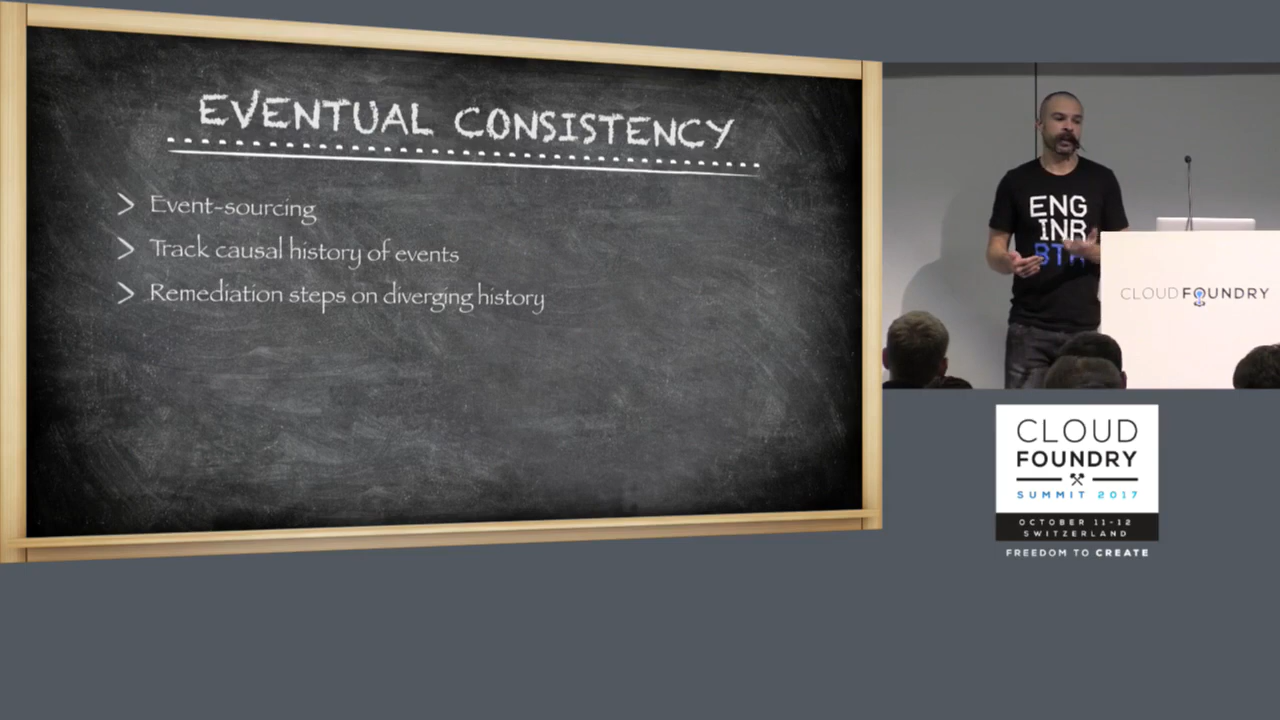 EVENTUAL CONSISTENCY
Event-sourcing
Track causal history of events
Remediation steps on diverging history
ENG
INR
CLOUD FOUNDRY
CLOUD
FOUNDRY
SUMMIT 2017
OCTOBER 11-12
SWITZERLAND
FREEDOM TO CREATE